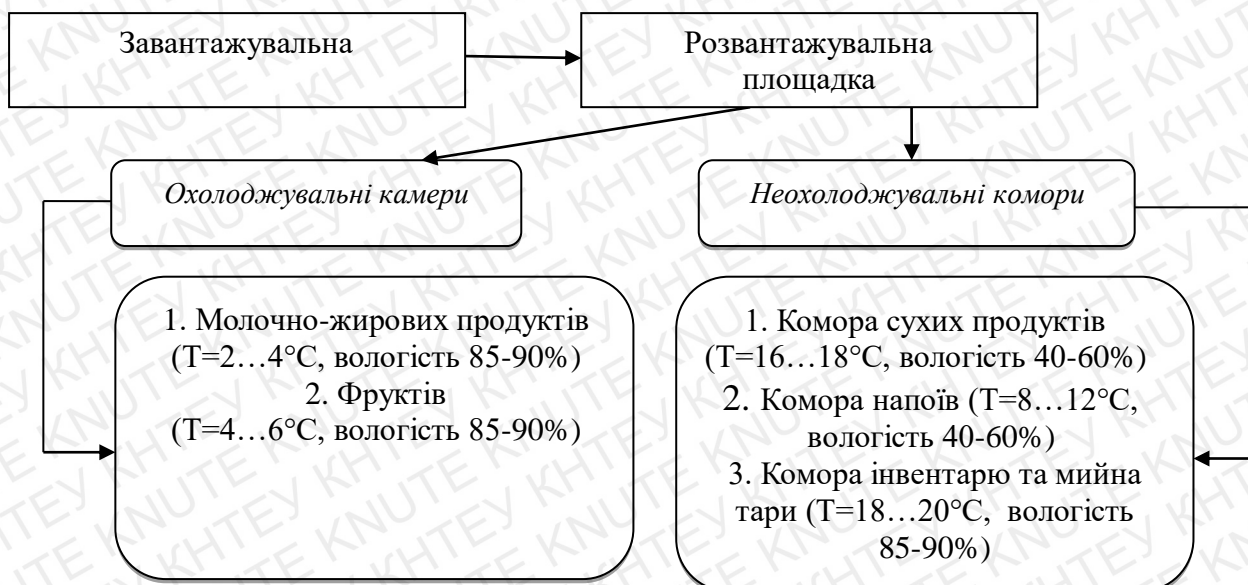 Завантажувальна
Розвантажувальна
площадка
Охолоджувальні камери
Неохолоджувальні комори
1. Молочно-жирових продуктів
(Т=2…4°С, вологість 85-90%)
2. Фруктів
(Т=4…6°С, вологість 85-90%)
1. Комора сухих продуктів
(Т=16…18°С, вологість 40-60%)
2. Комора напоїв (Т=8…12°С,
вологість 40-60%)
3. Комора інвентарю та мийна
тари (Т=18…20°С, вологість
85-90%)